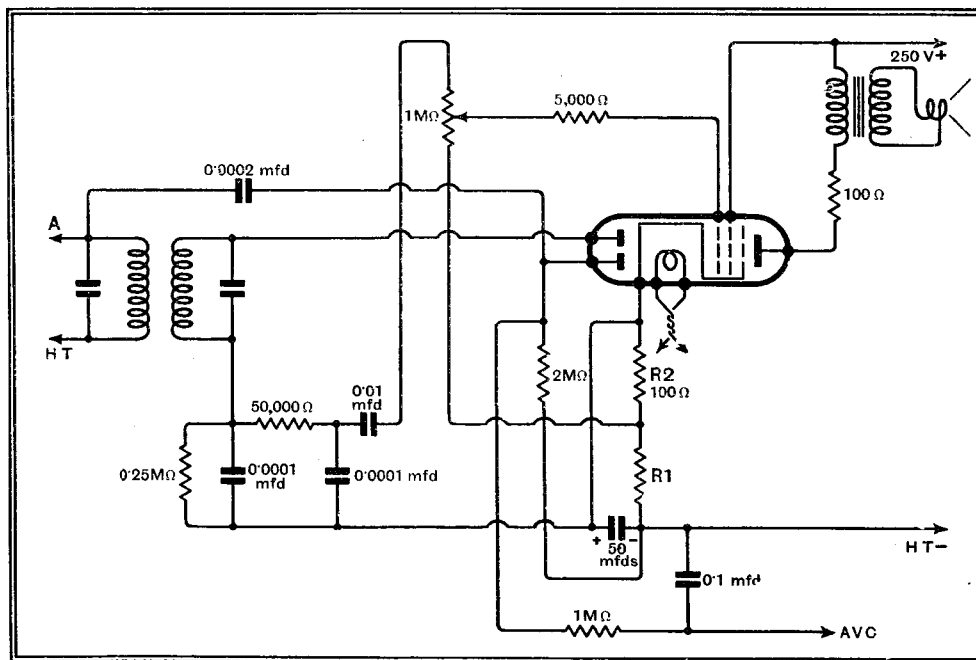 250 V+
5,000 Ω
1MΩ
0·0002 mfd
100 Ω
A
HT
2MΩ
R2
100 Ω
0·01
mfd
50,000 Ω
0·25MΩ
0·0001
mfd
0·0001 mfd
R1
+ 50 −
mfds
HT−
0·1 mfd
1MΩ
AVC